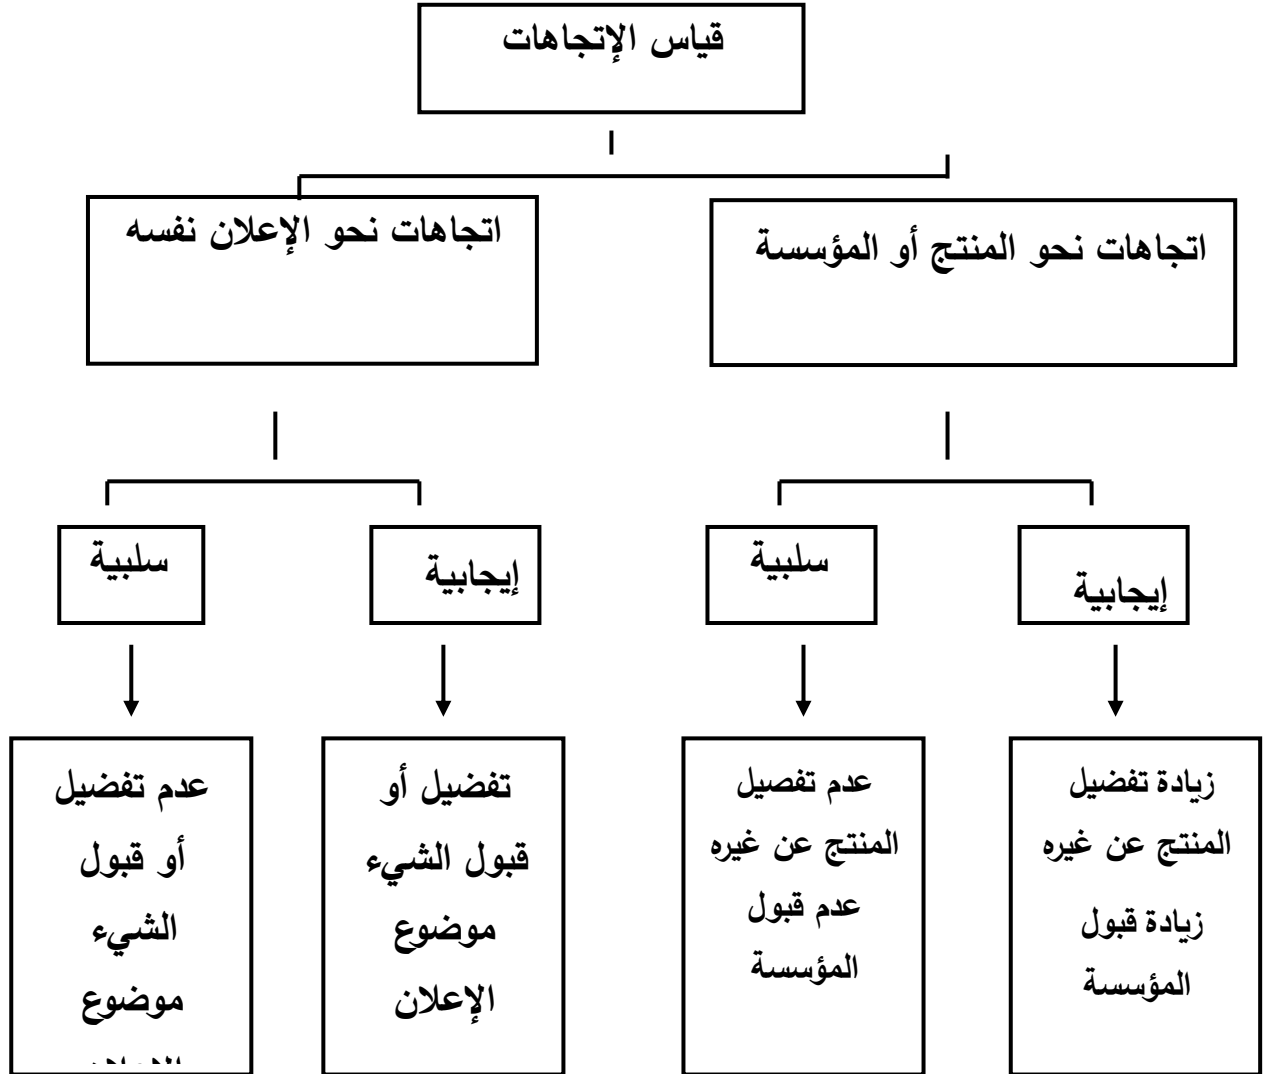 قياس الإتجاهات
اتجاهات نحو المنتج أو المؤسسة
اتجاهات نحو الإعلان نفسه
إيجابية
سلبية
إيجابية
سلبية
زيادة تفضيل
المنتج عن غيره
زيادة قبول
المؤسسة
عدم تفصيل
المنتج عن غيره
عدم قبول
المؤسسة
تفضيل أو
قبول الشيء
موضوع
الإعلان
عدم تفضيل
أو قبول
الشيء
موضوع